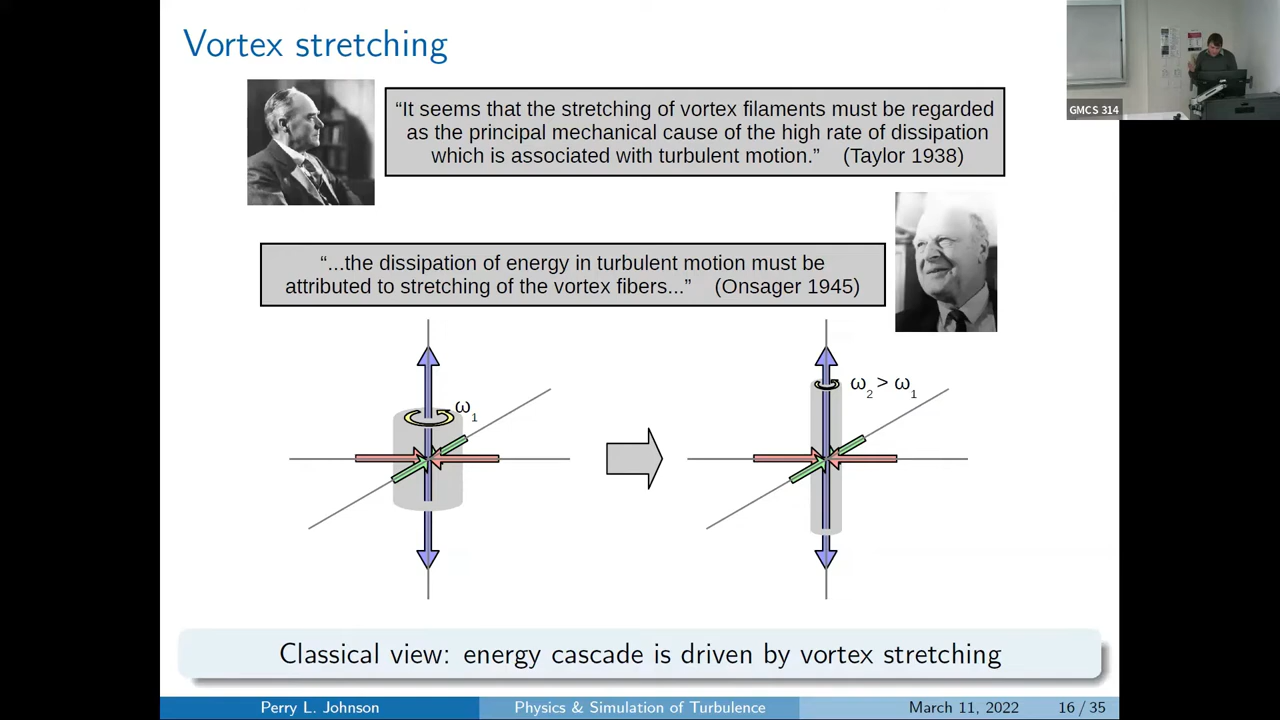 Vortex stretching
GMCS 314
“It seems that the stretching of vortex filaments must be regarded
as the principal mechanical cause of the high rate of dissipation
which is associated with turbulent motion.” (Taylor 1938)
“...the dissipation of energy in turbulent motion must be
attributed to stretching of the vortex fibers...” (Onsager 1945)
ω₁
ω₂ > ω₁
Classical view: energy cascade is driven by vortex stretching
Perry L. Johnson Physics & Simulation of Turbulence March 11, 2022 16 / 35